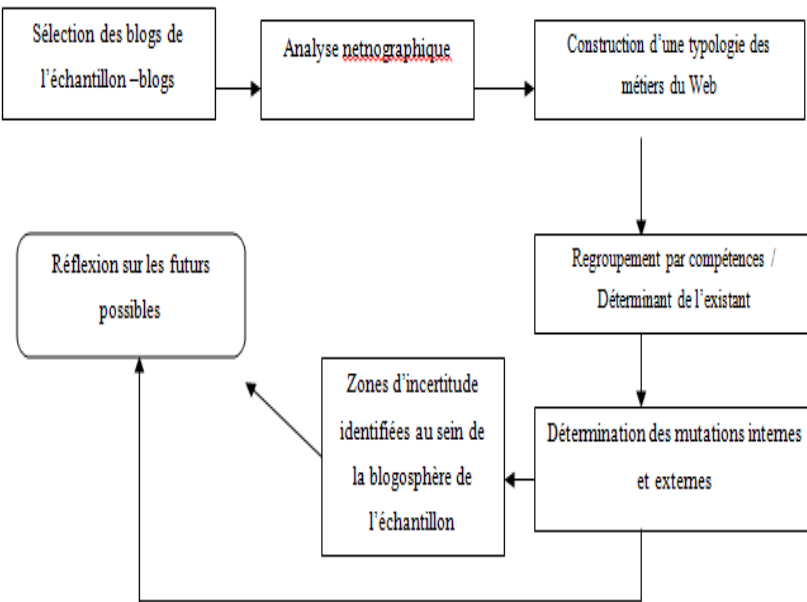 Sélection des blogs de
l'échantillon –blogs
Analyse netnographique
Construction d'une typologie des
métiers du Web
Regroupement par compétences /
Déterminant de l'existant
Détermination des mutations internes
et externes
Zones d'incertitude
identifiées au sein de
la blogosphère de
l'échantillon
Réflexion sur les futurs
possibles